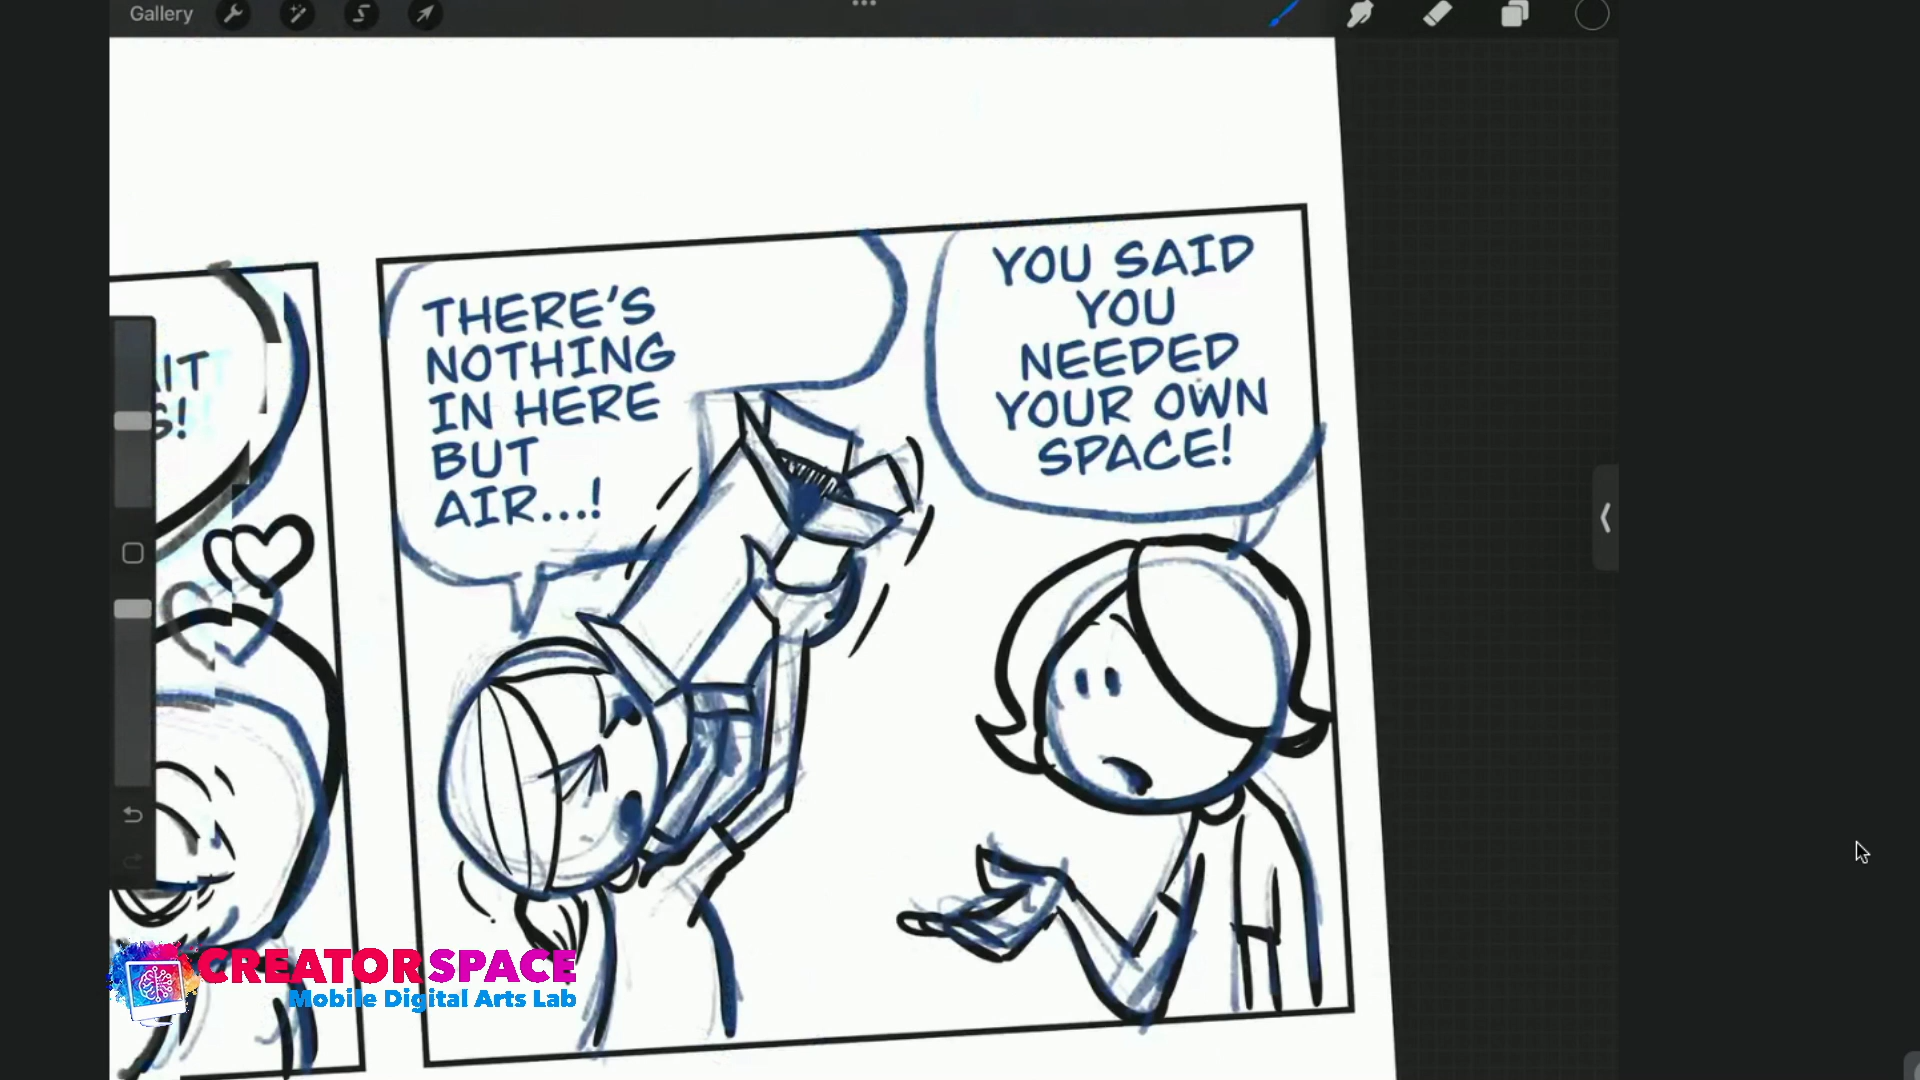 Gallery
THERE'S
NOTHING
IN HERE
BUT
AIR...!
YOU SAID
YOU
NEEDED
YOUR OWN
SPACE!
CREATORSPACE
Mobile Digital Arts Lab